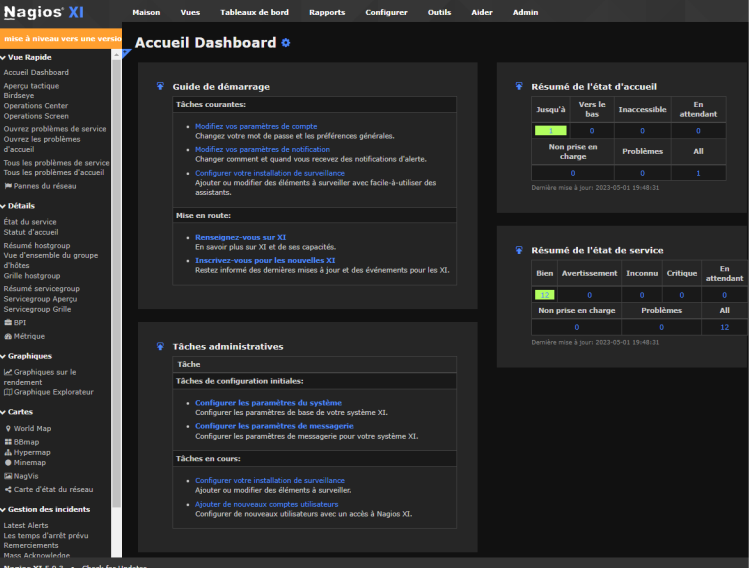 Nagios® XI
Maison Vues Tableaux de bord Rapports Configurer Outils Aider Admin
mise à niveau vers une versio
Vue Rapide
Accueil Dashboard
Aperçu tactique
Birdseye
Operations Center
Operations Screen
Ouvrez problèmes de service
Ouvrez les problèmes
d'accueil
Tous les problèmes de service
Tous les problèmes d'accueil
Pannes du réseau
Détails
État du service
Statut d'accueil
Résumé hostgroup
Vue d'ensemble du groupe
d'hôtes
Grille hostgroup
Résumé servicegroup
Servicegroup Aperçu
Servicegroup Grille
BPI
Métrique
Graphiques
Graphiques sur le
rendement
Graphique Explorateur
Cartes
World Map
BBmap
Hypermap
Minemap
NagVis
Carte d'état du réseau
Gestion des incidents
Latest Alerts
Les temps d'arrêt prévu
Remerciements
Mass Acknowledge
Accueil Dashboard
Guide de démarrage
Tâches courantes:
Modifiez vos paramètres de compte
Changez votre mot de passe et les préférences générales.
Modifiez vos paramètres de notification
Changer comment et quand vous recevez des notifications d'alerte.
Configurer votre installation de surveillance
Ajouter ou modifier des éléments à surveiller avec facile-à-utiliser des
assistants.
Mise en route:
Renseignez-vous sur XI
En savoir plus sur XI et de ses capacités.
Inscrivez-vous pour les nouvelles XI
Restez informé des dernières mises à jour et des événements pour les XI.
Tâches administratives
Tâche
Tâches de configuration initiales:
Configurer les paramètres du système
Configurer les paramètres de base de votre système XI.
Configurer les paramètres de messagerie
Configurer les paramètres de messagerie pour votre système XI.
Tâches en cours:
Configurer votre installation de surveillance
Ajouter ou modifier des éléments à surveiller.
Ajouter de nouveaux comptes utilisateurs
Configurer de nouveaux utilisateurs avec un accès à Nagios XI.
Résumé de l'état d'accueil
Jusqu'à Vers le bas Inaccessible En attendant
1 0 0 0
Non prise en charge Problèmes All
0 0 1
Dernière mise à jour: 2023-05-01 19:48:31
Résumé de l'état de service
Bien Avertissement Inconnu Critique En attendant
12 0 0 0 0
Non prise en charge Problèmes All
0 0 12
Dernière mise à jour: 2023-05-01 19:48:31
Nagios XI 5.9.3 • Check for Updates